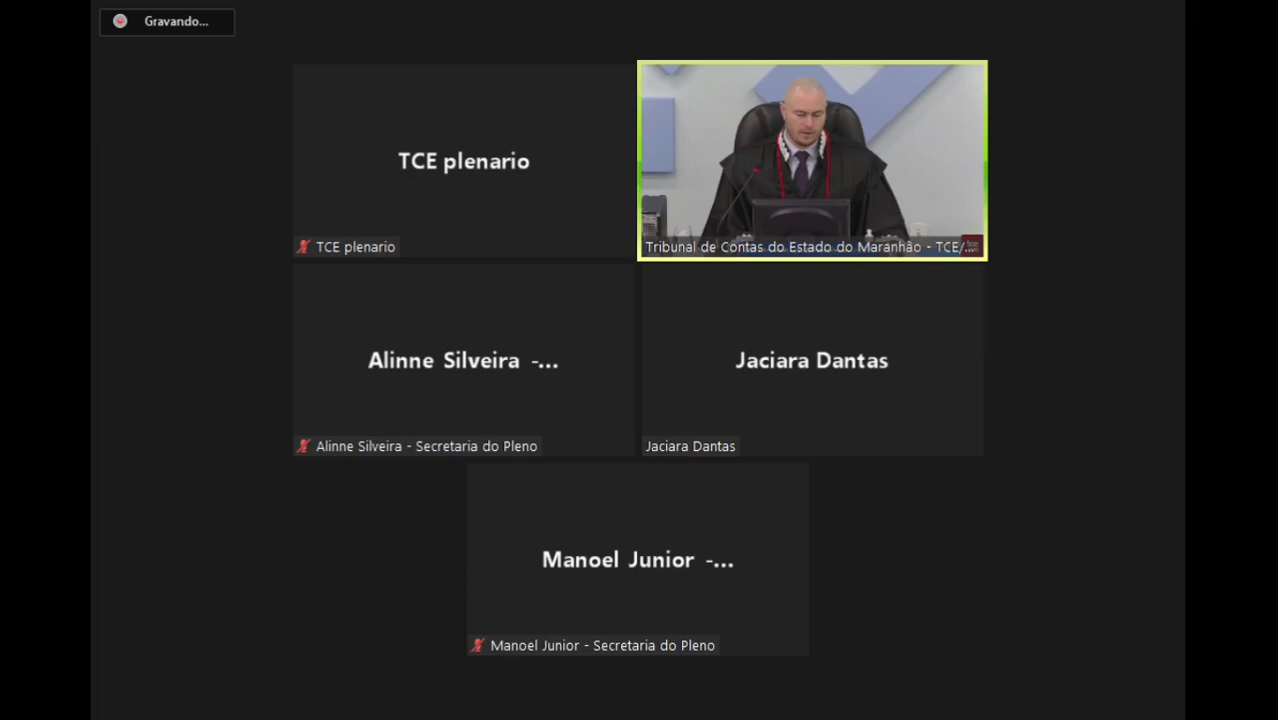 Gravando...
TCE plenario
TCE plenario
Tribunal de Contas do Estado do Maranhão - TCE/...
Alinne Silveira -...
Jaciara Dantas
Alinne Silveira - Secretaria do Pleno
Jaciara Dantas
Manoel Junior -...
Manoel Junior - Secretaria do Pleno